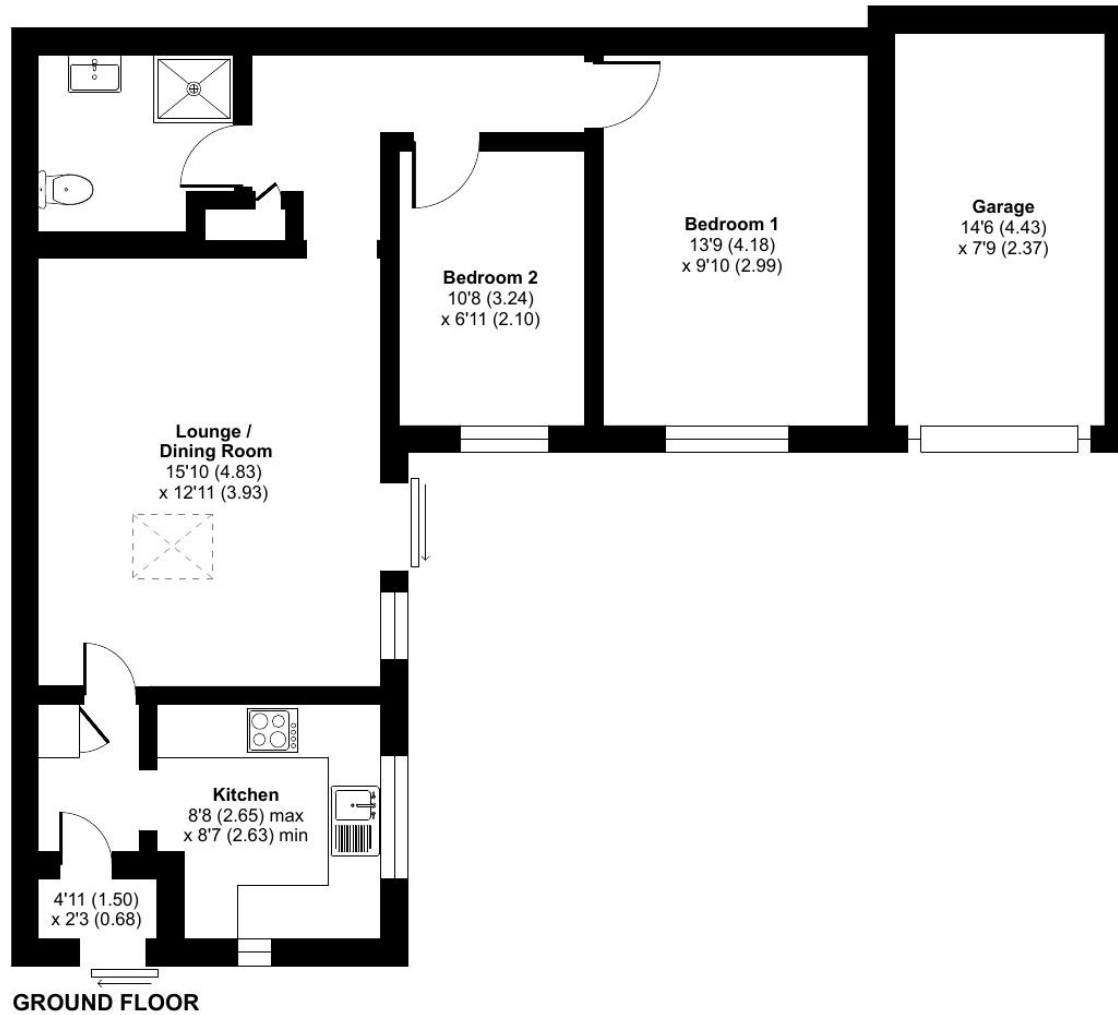 Garage
14'6 (4.43)
x 7'9 (2.37)
Bedroom 1
13'9 (4.18)
x 9'10 (2.99)
Bedroom 2
10'8 (3.24)
x 6'11 (2.10)
Lounge /
Dining Room
15'10 (4.83)
x 12'11 (3.93)
Kitchen
8'8 (2.65) max
x 8'7 (2.63) min
4'11 (1.50)
x 2'3 (0.68)
GROUND FLOOR